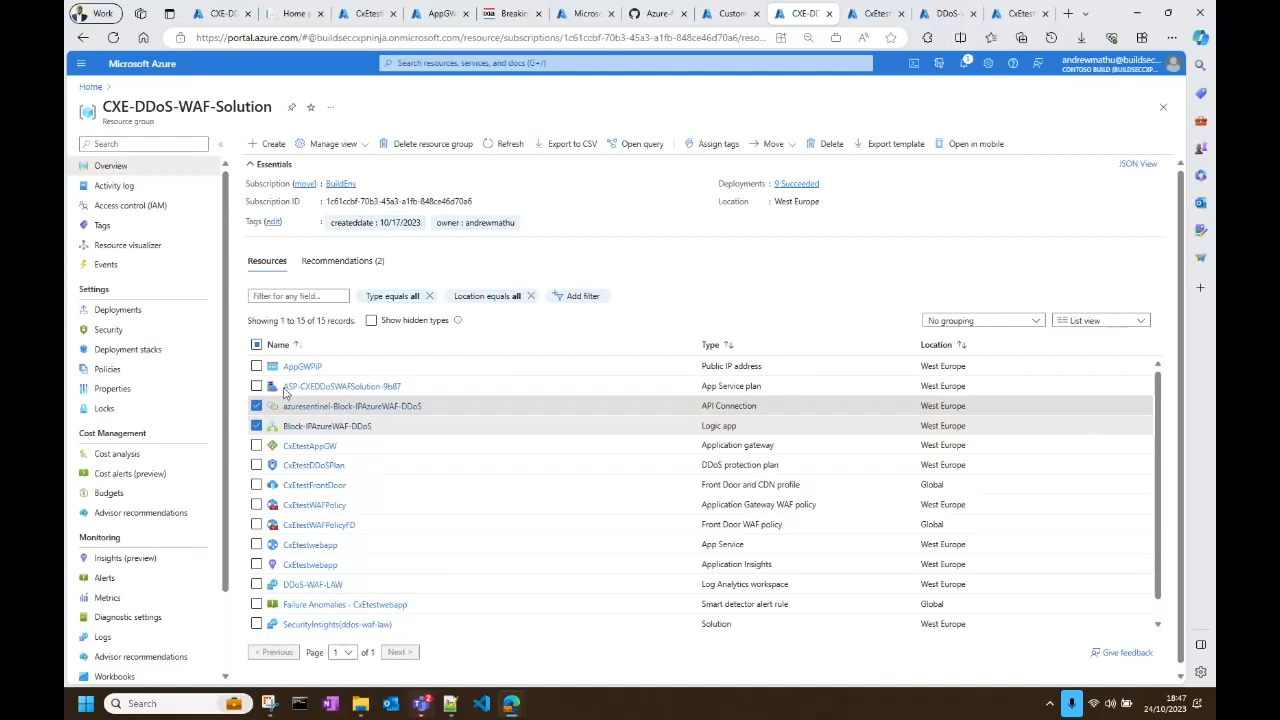 Work
CXE-DD
Home
CxEtest
AppGW
Breakin
Microso
Azure-N
Custom
CXE-DD
CxEtest
DDoS-V
CxEtest
https://portal.azure.com/#@buildseccxpninja.onmicrosoft.com/resource/subscriptions/1c61ccbf-70b3-45a3-a1fb-848ce46d70a6/reso...
Microsoft Azure
Search resources, services, and docs (G+/)
3
andrewmathu@buildsec...
CONTOSO BUILD (BUILDSECCXP...
Home >
CXE-DDoS-WAF-Solution
Resource group
Search
Create
Manage view
Delete resource group
Refresh
Export to CSV
Open query
Assign tags
Move
Delete
Export template
Open in mobile
Overview
Activity log
Access control (IAM)
Tags
Resource visualizer
Events
Settings
Deployments
Security
Deployment stacks
Policies
Properties
Locks
Cost Management
Cost analysis
Cost alerts (preview)
Budgets
Advisor recommendations
Monitoring
Insights (preview)
Alerts
Metrics
Diagnostic settings
Logs
Advisor recommendations
Workbooks
Essentials
JSON View
Subscription (move) : BuildEnv
Deployments : 9 Succeeded
Subscription ID : 1c61ccbf-70b3-45a3-a1fb-848ce46d70a6
Location : West Europe
Tags (edit) : createddate : 10/17/2023 owner : andrewmathu
Resources Recommendations (2)
Filter for any field...
Type equals all
Location equals all
Add filter
Showing 1 to 15 of 15 records.
Show hidden types
No grouping
List view
Name Type Location
AppGWPiP Public IP address West Europe
ASP-CXEDDoSWAFSolution-9b87 App Service plan West Europe
azuresentinel-Block-IPAzureWAF-DDoS API Connection West Europe
Block-IPAzureWAF-DDoS Logic app West Europe
CxEtestAppGW Application gateway West Europe
CxEtestDDoSPlan DDoS protection plan West Europe
CxEtestFrontDoor Front Door and CDN profile Global
CxEtestWAFPolicy Application Gateway WAF policy West Europe
CxEtestWAFPolicyFD Front Door WAF policy Global
CxEtestwebapp App Service West Europe
CxEtestwebapp Application Insights West Europe
DDoS-WAF-LAW Log Analytics workspace West Europe
Failure Anomalies - CxEtestwebapp Smart detector alert rule Global
SecurityInsights(ddos-waf-law) Solution West Europe
< Previous Page 1 of 1 Next >
Give feedback
Search
18:47
24/10/2023